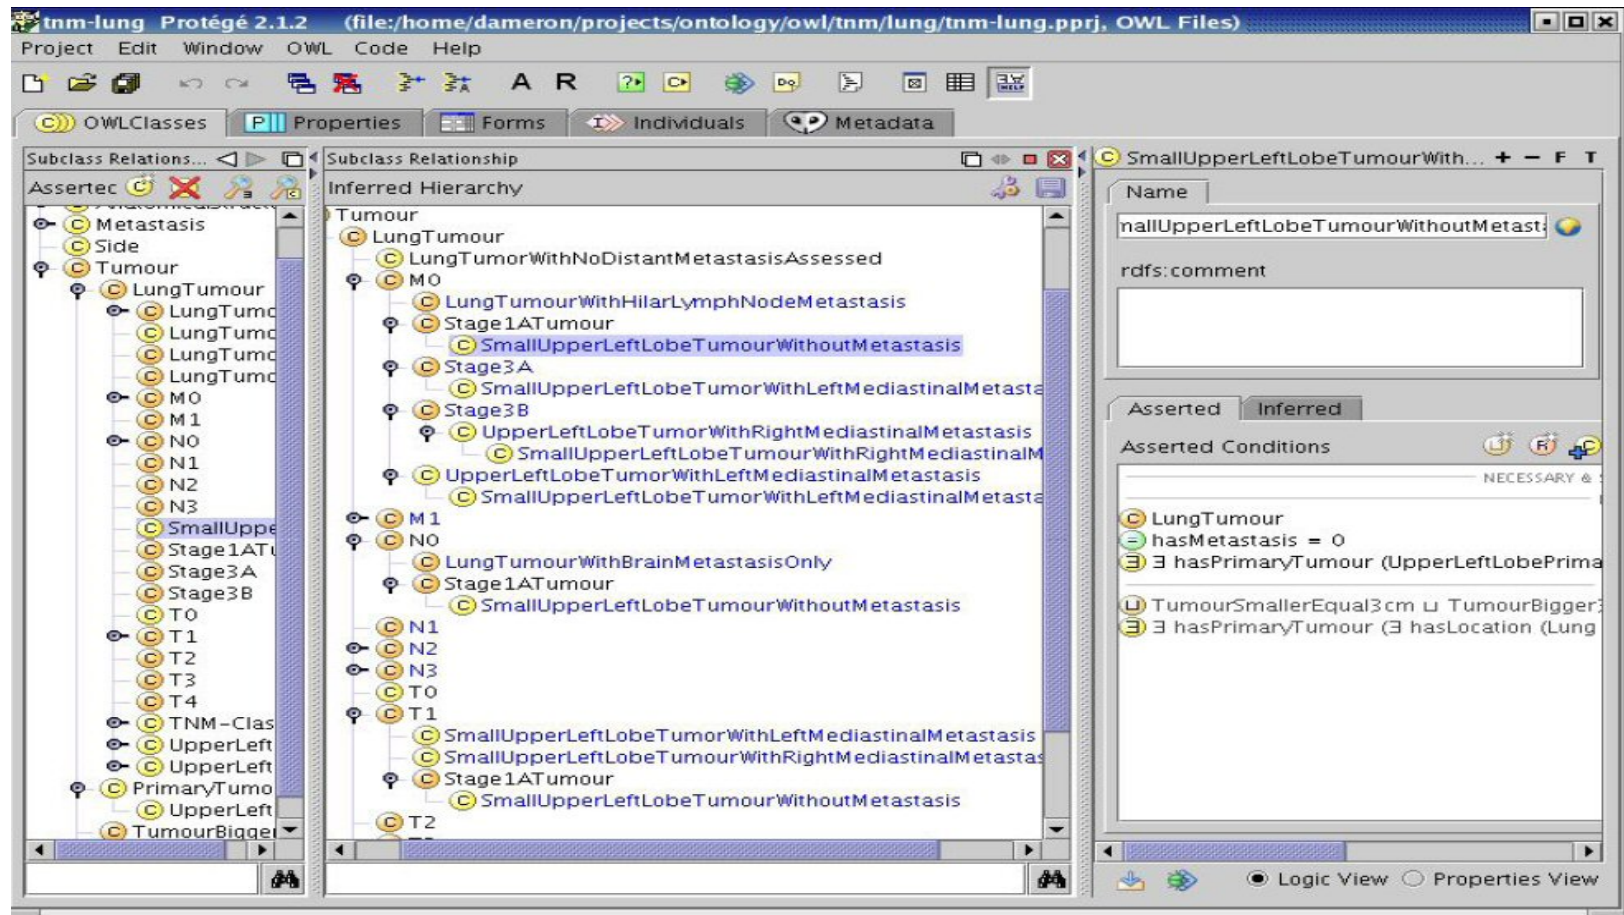 tnm-lung Protégé 2.1.2 (file:/home/dameron/projects/ontology/owl/tnm/lung/tnm-lung.pprj, OWL Files)
Project Edit Window OWL Code Help
OWLClasses Properties Forms Individuals Metadata
Subclass Relations...
Assertec
Metastasis
Side
Tumour
LungTumour
LungTumo
LungTumo
LungTumo
LungTumo
M0
M1
N0
N1
N2
N3
SmallUppe
Stage1ATu
Stage3A
Stage3B
T0
T1
T2
T3
T4
TNM-Clas
UpperLeft
UpperLeft
PrimaryTumo
UpperLeft
TumourBigger
Subclass Relationship
Inferred Hierarchy
Tumour
LungTumour
LungTumorWithNoDistantMetastasisAssessed
M0
LungTumourWithHilarLymphNodeMetastasis
Stage1ATumour
SmallUpperLeftLobeTumourWithoutMetastasis
Stage3A
SmallUpperLeftLobeTumorWithLeftMediastinalMetasta
Stage3B
UpperLeftLobeTumorWithRightMediastinalMetastasis
SmallUpperLeftLobeTumourWithRightMediastinalM
UpperLeftLobeTumorWithLeftMediastinalMetastasis
SmallUpperLeftLobeTumorWithLeftMediastinalMetasta
M1
N0
LungTumourWithBrainMetastasisOnly
Stage1ATumour
SmallUpperLeftLobeTumourWithoutMetastasis
N1
N2
N3
T0
T1
SmallUpperLeftLobeTumorWithLeftMediastinalMetastasis
SmallUpperLeftLobeTumourWithRightMediastinalMetastas
Stage1ATumour
SmallUpperLeftLobeTumourWithoutMetastasis
T2
SmallUpperLeftLobeTumourWith... + − F T
Name
nallUpperLeftLobeTumourWithoutMetast
rdfs:comment
Asserted Inferred
Asserted Conditions
NECESSARY &
LungTumour
hasMetastasis = 0
∃ hasPrimaryTumour (UpperLeftLobePrima
TumourSmallerEqual3cm ⊔ TumourBigger3
∃ hasPrimaryTumour (∃ hasLocation (Lung
Logic View Properties View